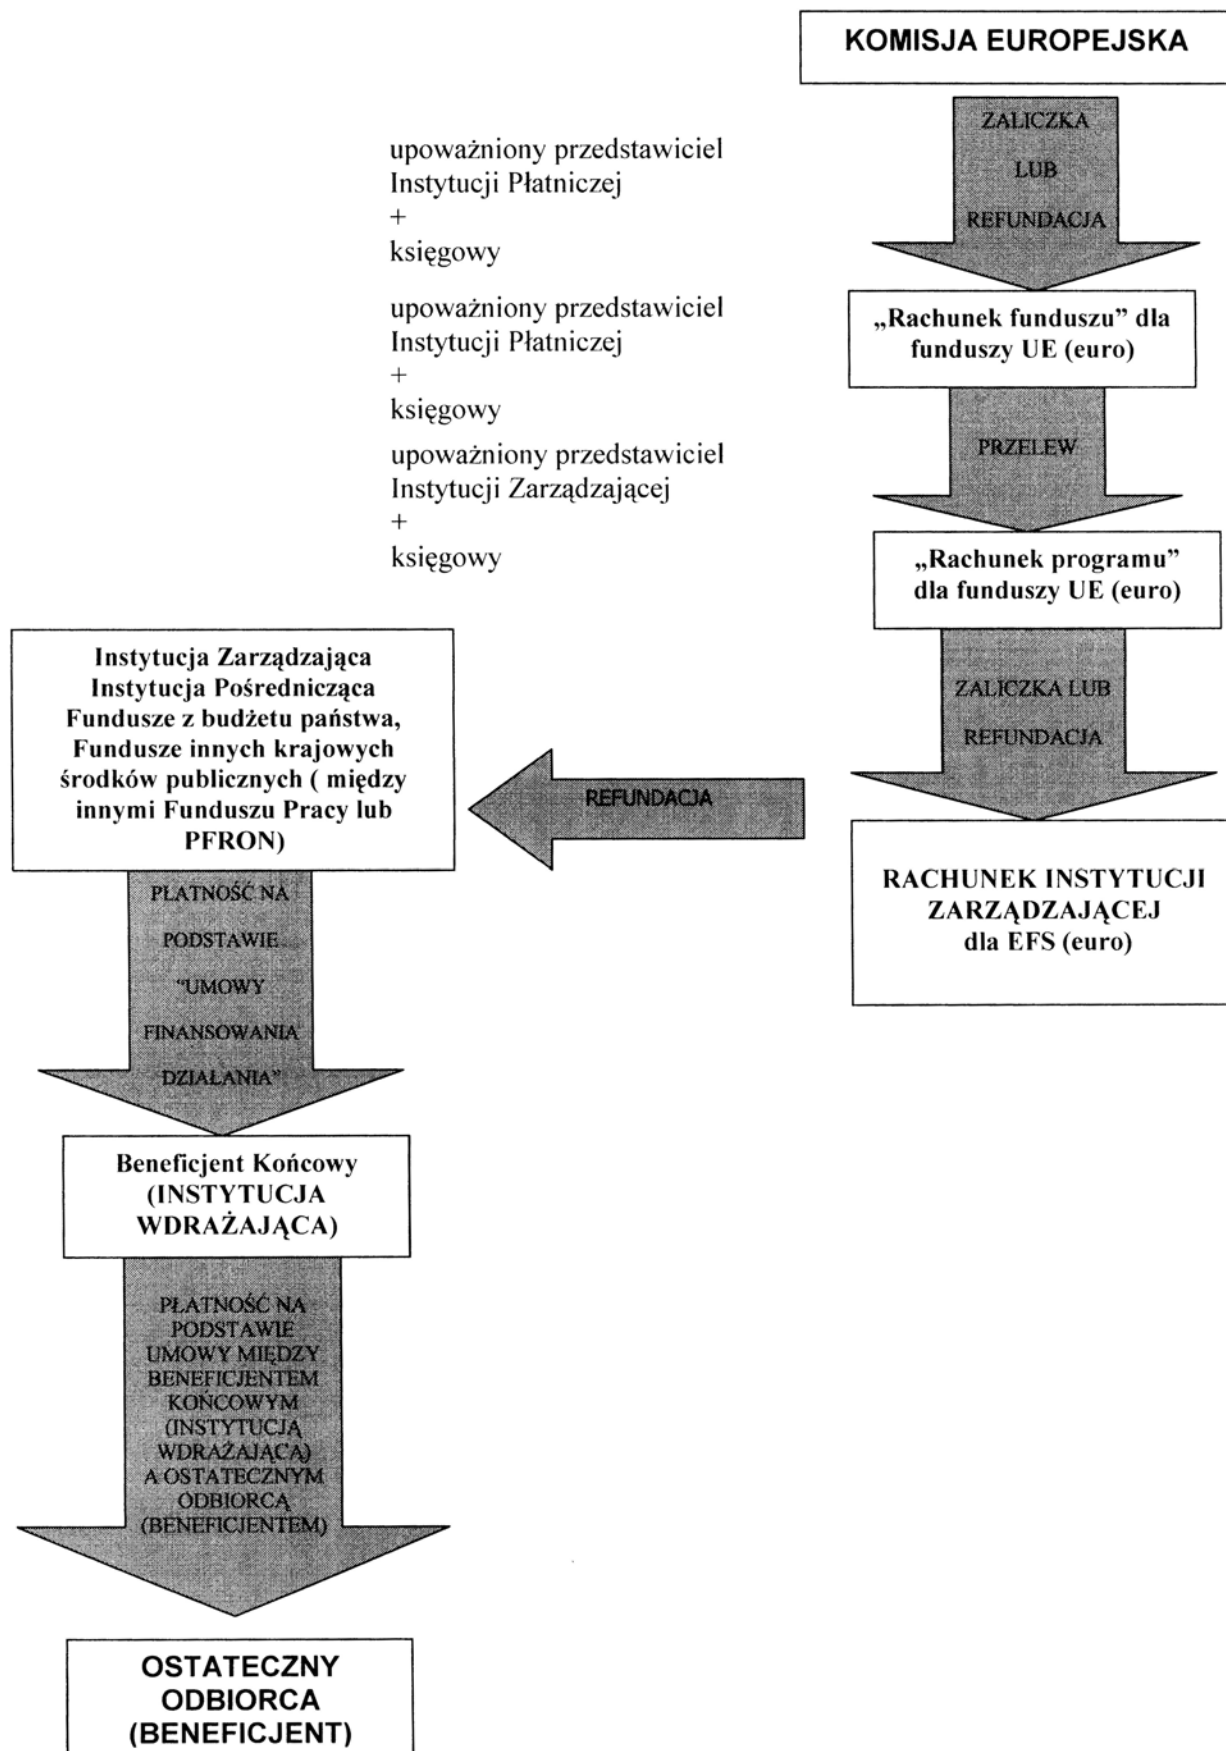 KOMISJA EUROPEJSKA
ZALICZKA
LUB
REFUNDACJA
upoważniony przedstawiciel
Instytucji Płatniczej
+
księgowy
„Rachunek funduszu” dla
funduszy UE (euro)
upoważniony przedstawiciel
Instytucji Płatniczej
+
księgowy
PRZELEW
upoważniony przedstawiciel
Instytucji Zarządzającej
+
księgowy
„Rachunek programu”
dla funduszy UE (euro)
ZALICZKA LUB
REFUNDACJA
RACHUNEK INSTYTUCJI
ZARZĄDZAJĄCEJ
dla EFS (euro)
REFUNDACJA
Instytucja Zarządzająca
Instytucja Pośrednicząca
Fundusze z budżetu państwa,
Fundusze innych krajowych
środków publicznych ( między
innymi Funduszu Pracy lub
PFRON)
PŁATNOŚĆ NA
PODSTAWIE
“UMOWY
FINANSOWANIA
DZIAŁANIA”
Beneficjent Końcowy
(INSTYTUCJA
WDRAŻAJĄCA)
PŁATNOŚĆ NA
PODSTAWIE
UMOWY MIĘDZY
BENEFICJENTEM
KOŃCOWYM
(INSTYTUCJĄ
WDRAŻAJĄCĄ)
A OSTATECZNYM
ODBIORCĄ
(BENEFICJENTEM)
OSTATECZNY
ODBIORCA
(BENEFICJENT)